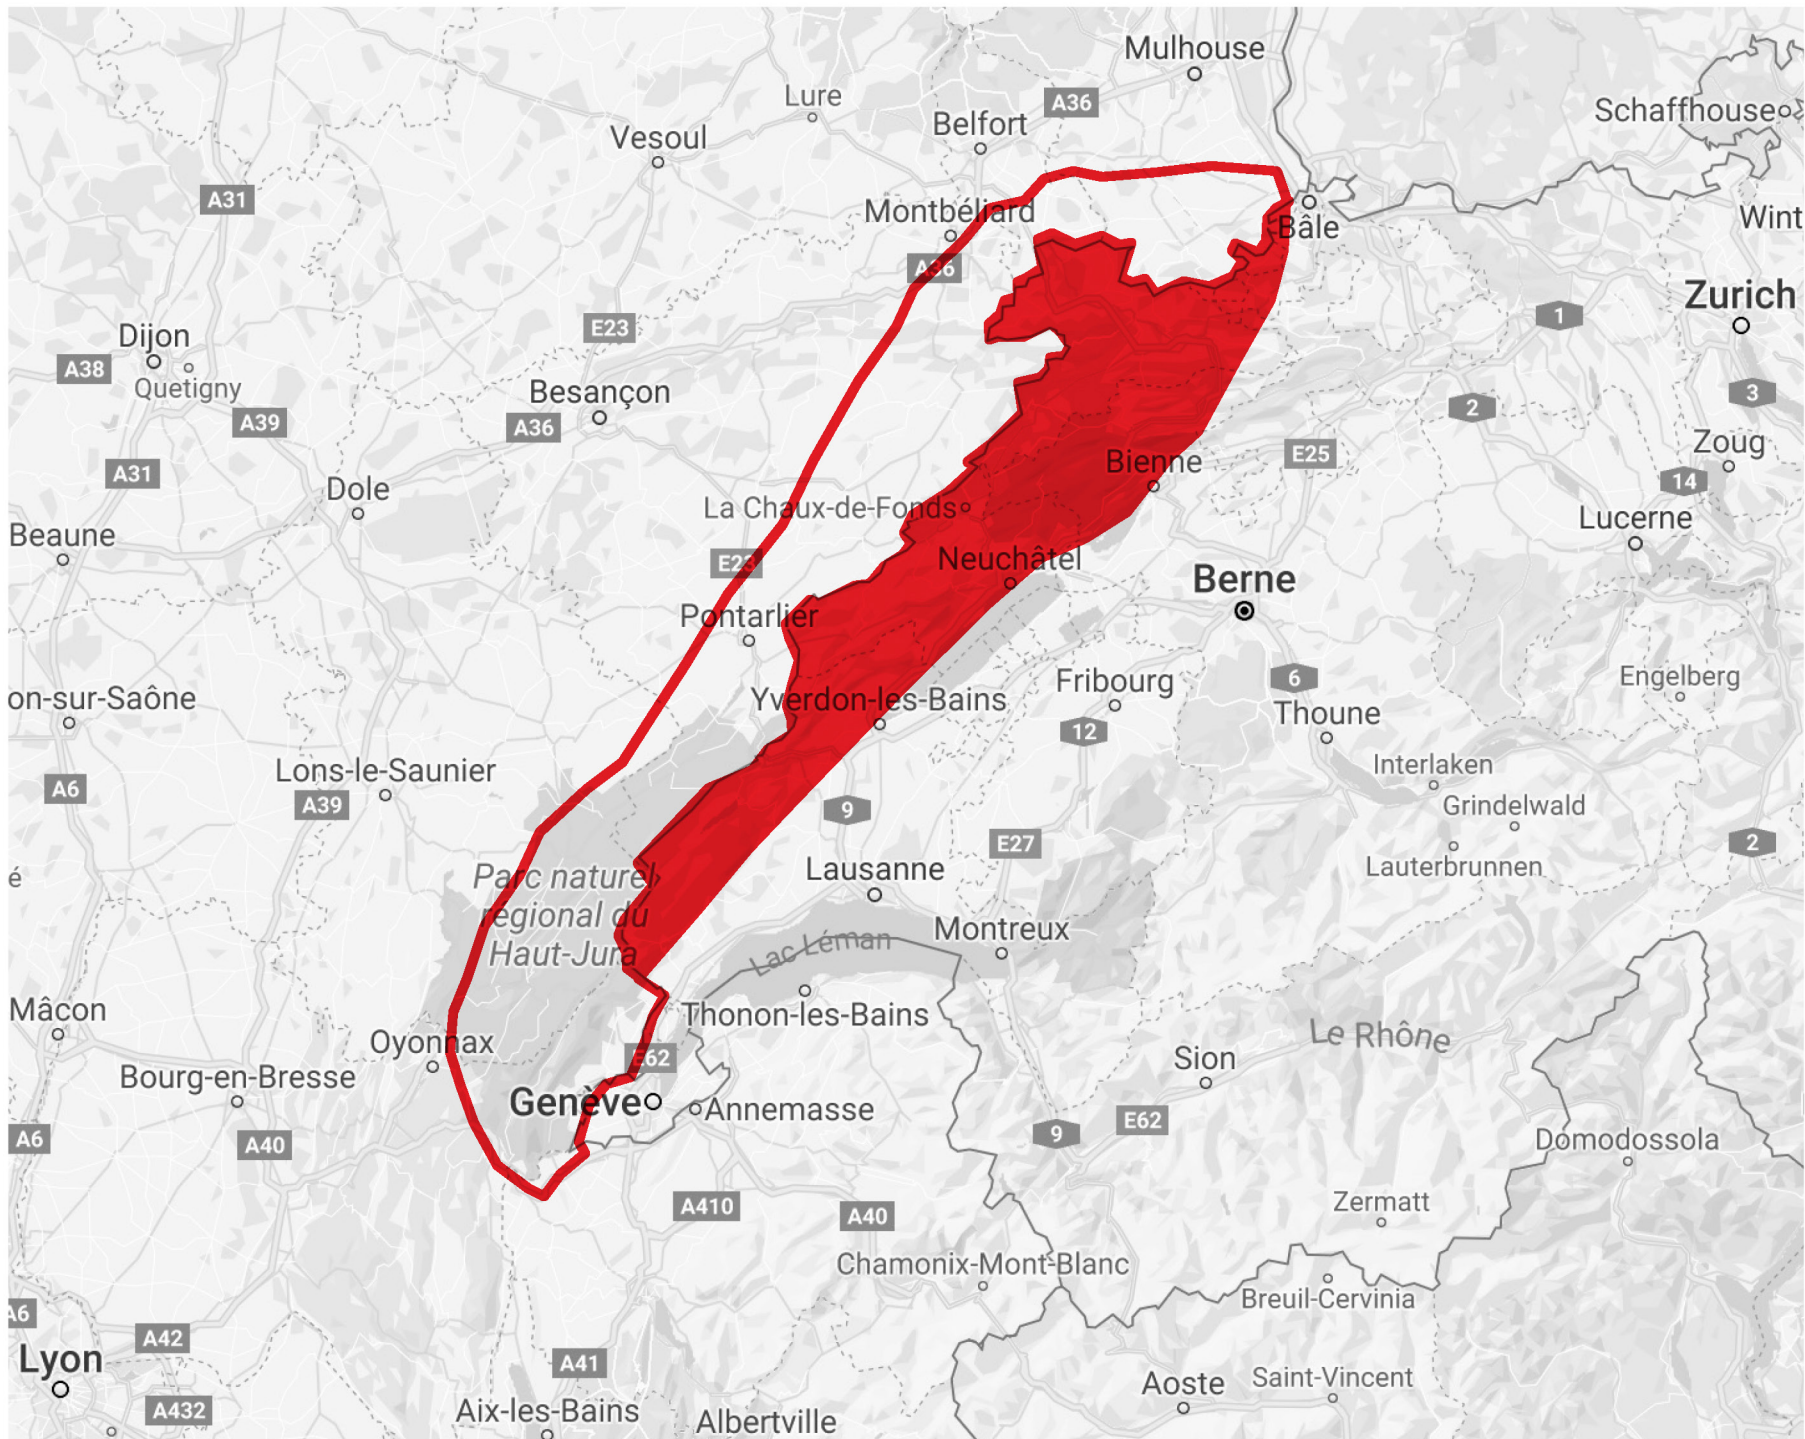 Mulhouse
Lure
A36
Schaffhouse
Belfort
Vesoul
A31
Montbéliard
Bâle
Wint
A36
Zurich
E23
1
Dijon
A38
Quetigny
Besançon
3
2
A39
A36
Zoug
E25
Bienne
A31
14
Dole
La Chaux-de-Fonds
Lucerne
Beaune
Neuchâtel
E23
Berne
Pontarlier
Fribourg
6
Engelberg
on-sur-Saône
Yverdon-les-Bains
Thoune
12
Interlaken
Lons-le-Saunier
A6
A39
9
Grindelwald
E27
2
Lausanne
Lauterbrunnen
é
Parc naturel
régional du
Haut-Jura
Montreux
Lac Léman
Mâcon
Thonon-les-Bains
Le Rhône
Oyonnax
E62
Sion
Bourg-en-Bresse
Genève
Annemasse
E62
9
A6
A40
Domodossola
A410
A40
Zermatt
Chamonix-Mont-Blanc
Breuil-Cervinia
A6
A42
Lyon
A41
Saint-Vincent
Aoste
A432
Aix-les-Bains
Albertville